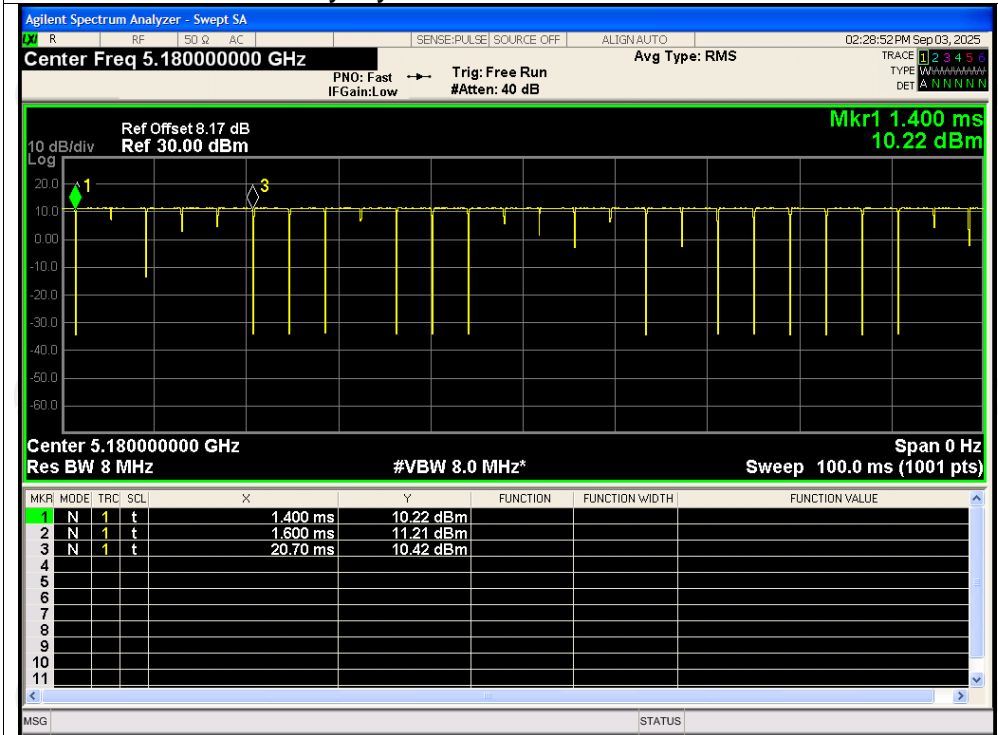 Agilent Spectrum Analyzer - Swept SA
LXI R RF 50 Ω AC SENSE:PULSE SOURCE OFF ALIGN AUTO 02:28:52 PM Sep 03, 2025
Center Freq 5.180000000 GHz Avg Type: RMS TRACE 1 2 3 4 5 6
PNO: Fast Trig: Free Run TYPE W
IFGain:Low #Atten: 40 dB DET A N N N N N
Mkr1 1.400 ms
Ref Offset 8.17 dB
10 dB/div Ref 30.00 dBm 10.22 dBm
Log
20.0 1 3
10.0
0.00
-10.0
-20.0
-30.0
-40.0
-50.0
-60.0
Center 5.180000000 GHz Span 0 Hz
Res BW 8 MHz #VBW 8.0 MHz* Sweep 100.0 ms (1001 pts)
MKR MODE TRC SCL X Y FUNCTION FUNCTION WIDTH FUNCTION VALUE
1 N 1 t 1.400 ms 10.22 dBm
2 N 1 t 1.600 ms 11.21 dBm
3 N 1 t 20.70 ms 10.42 dBm
4
5
6
7
8
9
10
11
MSG STATUS